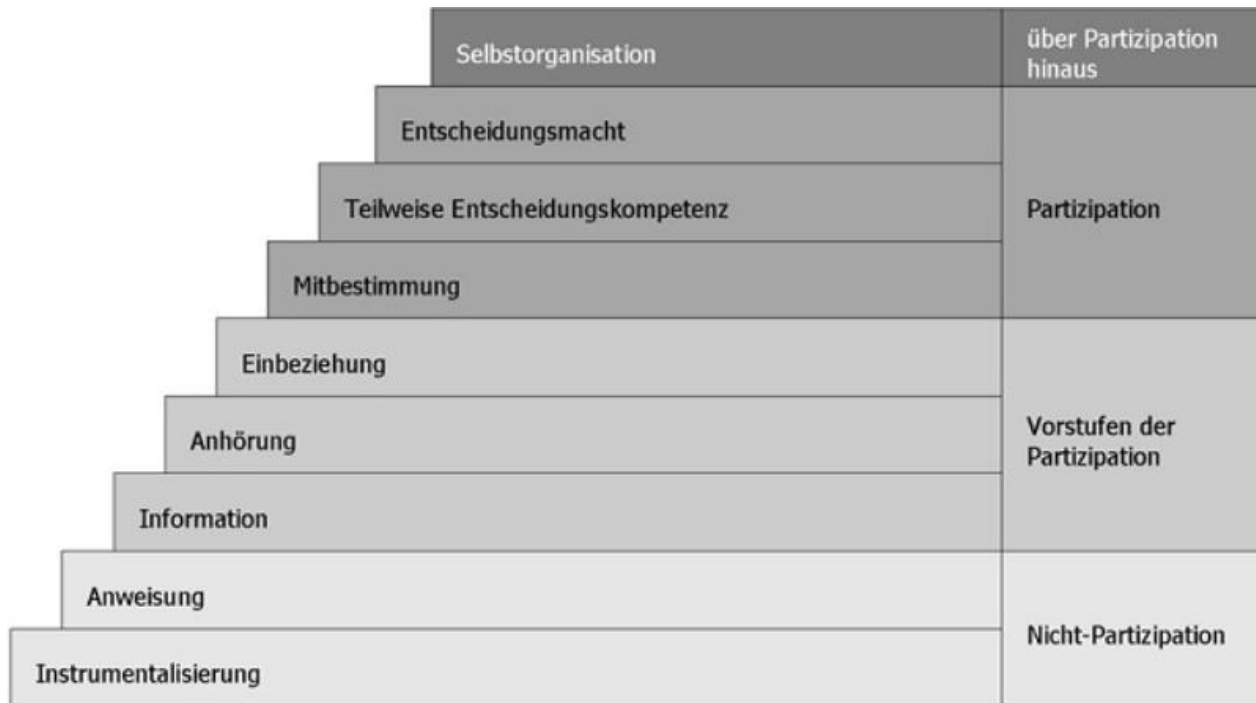 Selbstorganisation
über Partizipation
hinaus
Entscheidungsmacht
Teilweise Entscheidungskompetenz
Partizipation
Mitbestimmung
Einbeziehung
Anhörung
Vorstufen der
Partizipation
Information
Anweisung
Nicht-Partizipation
Instrumentalisierung